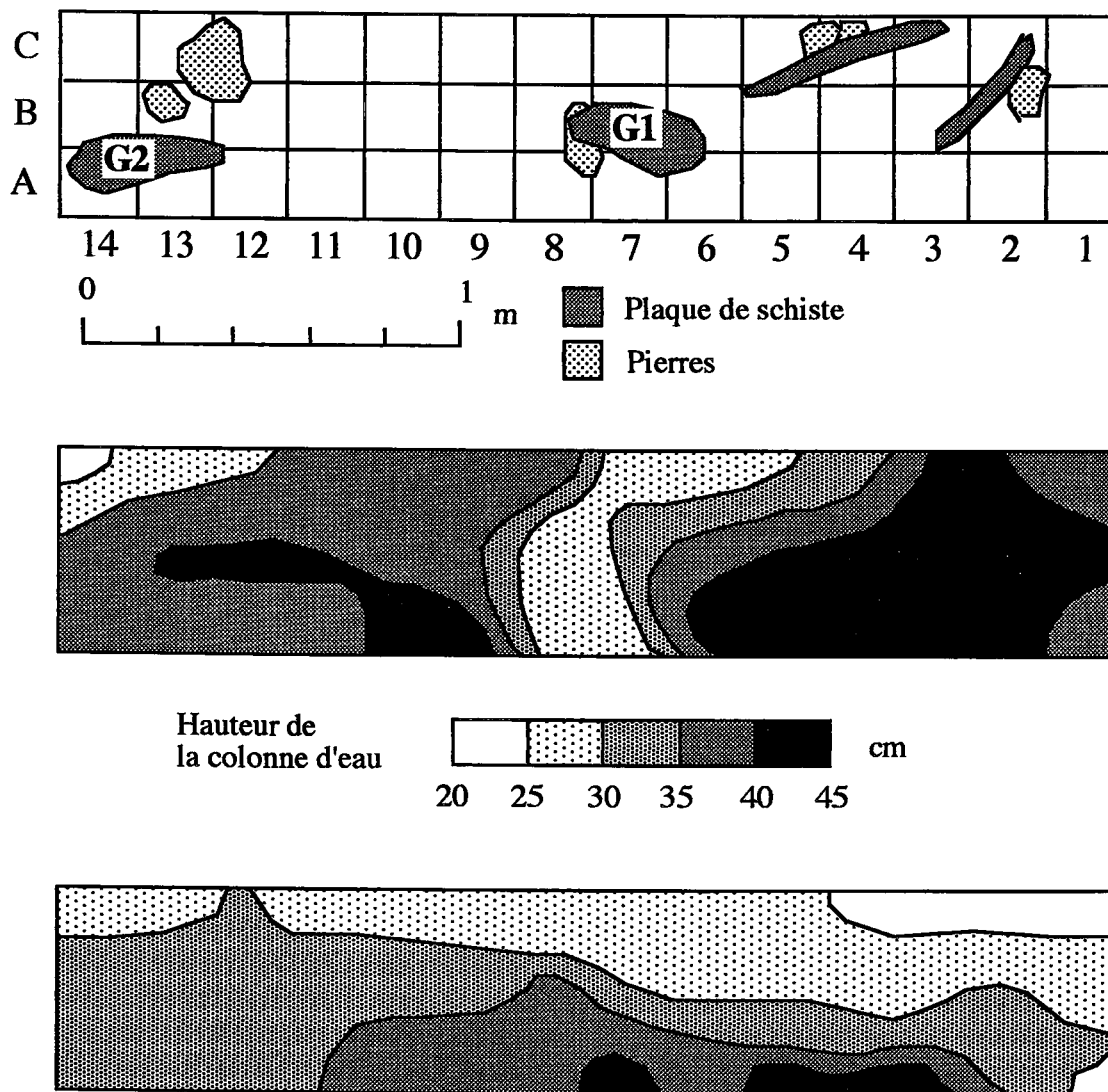 C
B
A
G1
G2
14 13 12 11 10 9 8 7 6 5 4 3 2 1
0 1 m
Plaque de schiste
Pierres
Hauteur de
la colonne d'eau
cm
20 25 30 35 40 45